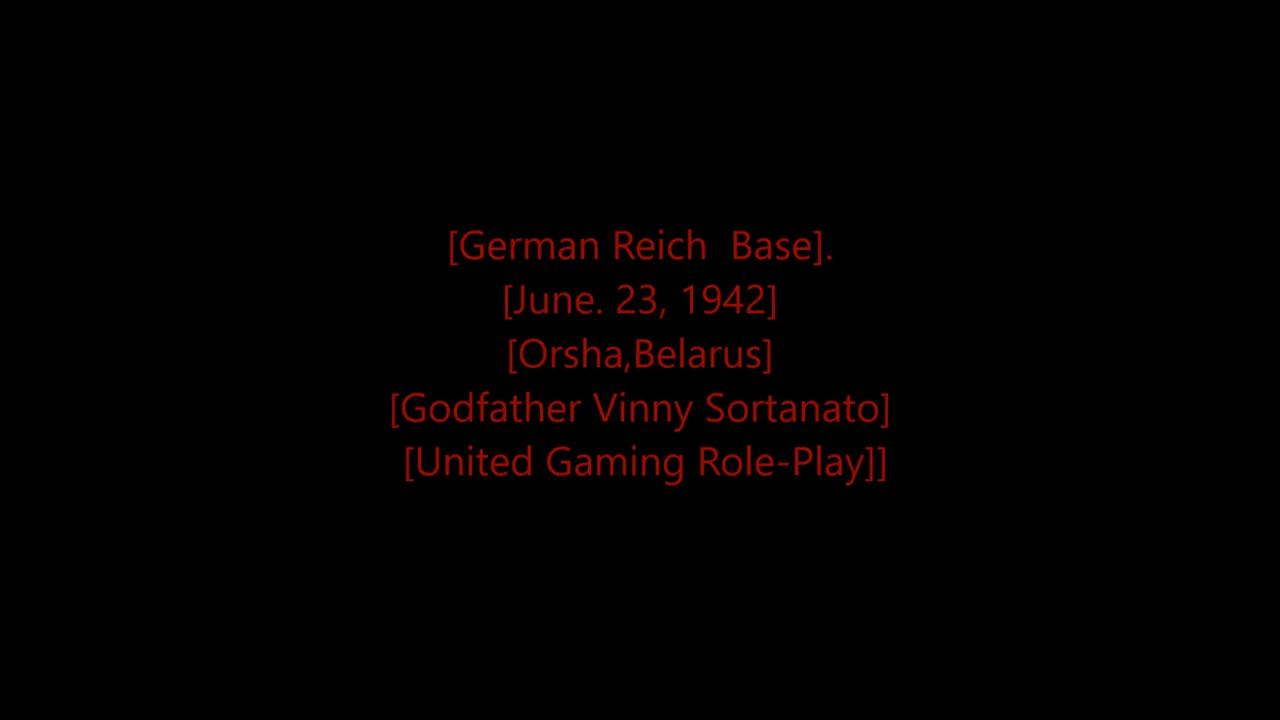 [German Reich  Base].
[June. 23, 1942]
[Orsha,Belarus]
[Godfather Vinny Sortanato]
[United Gaming Role-Play]]